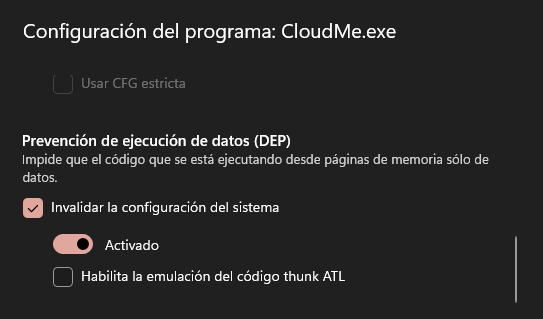 Configuración del programa: CloudMe.exe
Usar CFG estricta
Prevención de ejecución de datos (DEP)
Impide que el código que se está ejecutando desde páginas de memoria sólo de
datos.
Invalidar la configuración del sistema
Activado
Habilita la emulación del código thunk ATL